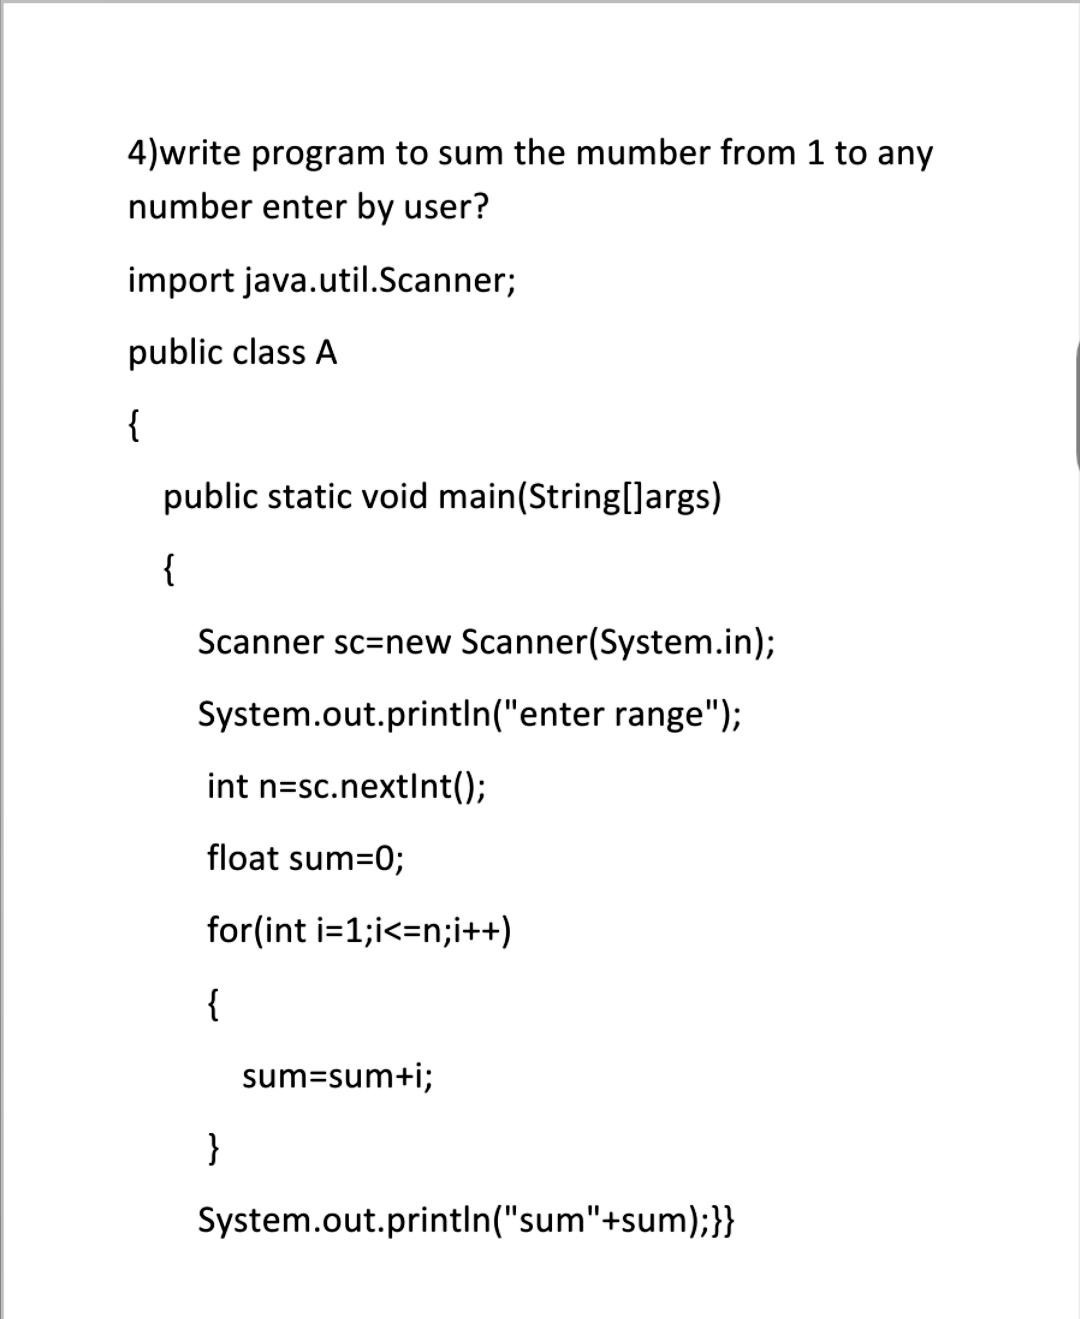 4)write program to sum the mumber from 1 to any
number enter by user?
import java.util.Scanner;
public class A
{
public static void main(String[]args)
{
Scanner sc=new Scanner(System.in);
System.out.println("enter range");
int n=sc.nextInt();
float sum=0;
for(int i=1;i<=n;i++)
{
sum=sum+i;
}
System.out.println("sum"+sum);}}